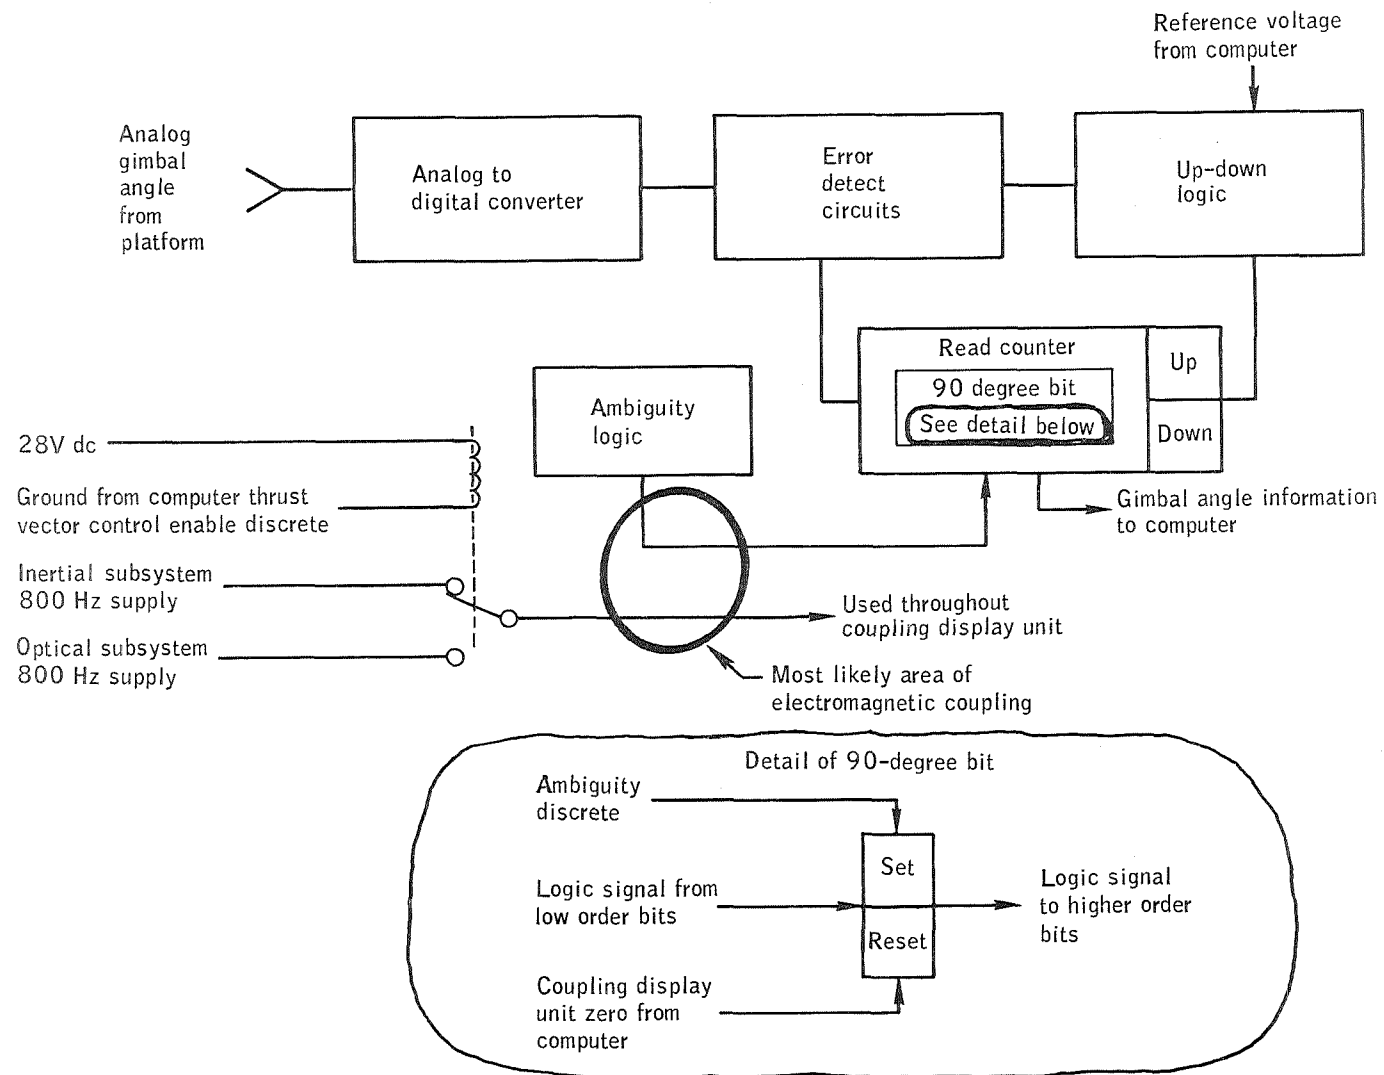 Reference voltage
from computer
Analog
gimbal
angle
from
platform
Analog to
digital converter
Error
detect
circuits
Up-down
logic
Read counter
90 degree bit
See detail below
Up
Down
Ambiguity
logic
28V dc
Ground from computer thrust
vector control enable discrete
Gimbal angle information
to computer
Inertial subsystem
800 Hz supply
Used throughout
coupling display unit
Optical subsystem
800 Hz supply
Most likely area of
electromagnetic coupling
Detail of 90-degree bit
Ambiguity
discrete
Set
Logic signal from
low order bits
Logic signal
to higher order
bits
Reset
Coupling display
unit zero from
computer